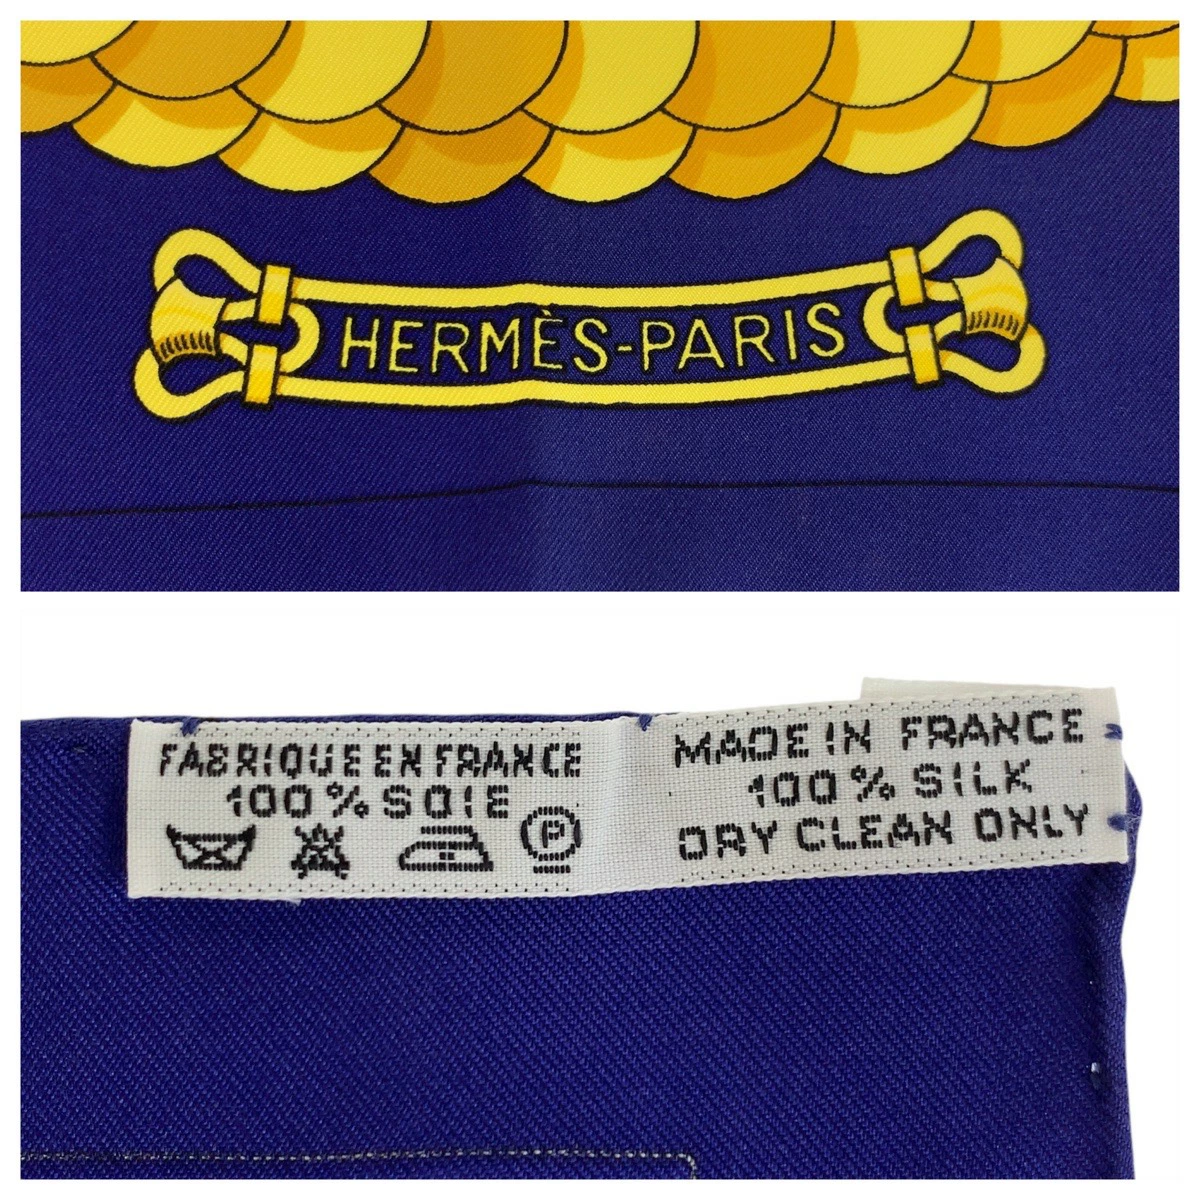 HERMÈS-PARIS
FABRIQUE EN FRANCE
100% SOIE
P
MADE IN FRANCE
100% SILK
DRY CLEAN ONLY